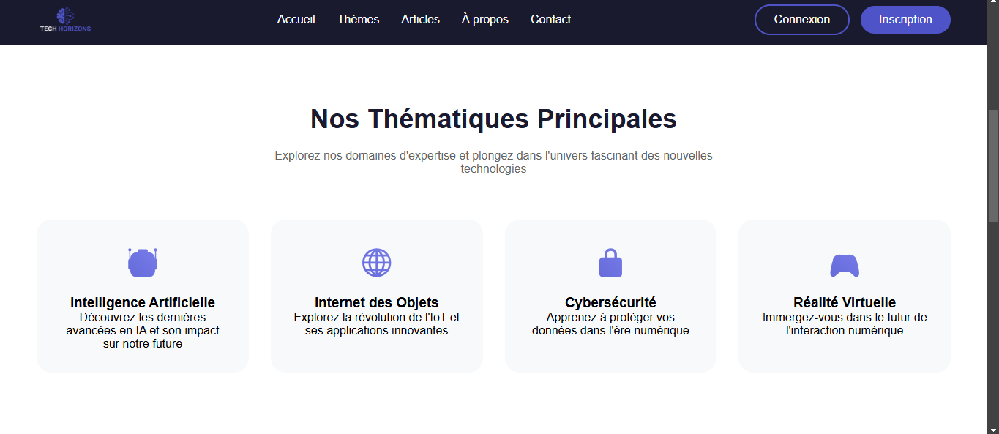 TECH HORIZONS
Accueil Thèmes Articles À propos Contact Connexion Inscription
Nos Thématiques Principales
Explorez nos domaines d'expertise et plongez dans l'univers fascinant des nouvelles
technologies
Intelligence Artificielle
Découvrez les dernières
avancées en IA et son impact
sur notre future
Internet des Objets
Explorez la révolution de l'IoT et
ses applications innovantes
Cybersécurité
Apprenez à protéger vos
données dans l'ère numérique
Réalité Virtuelle
Immergez-vous dans le futur de
l'interaction numérique